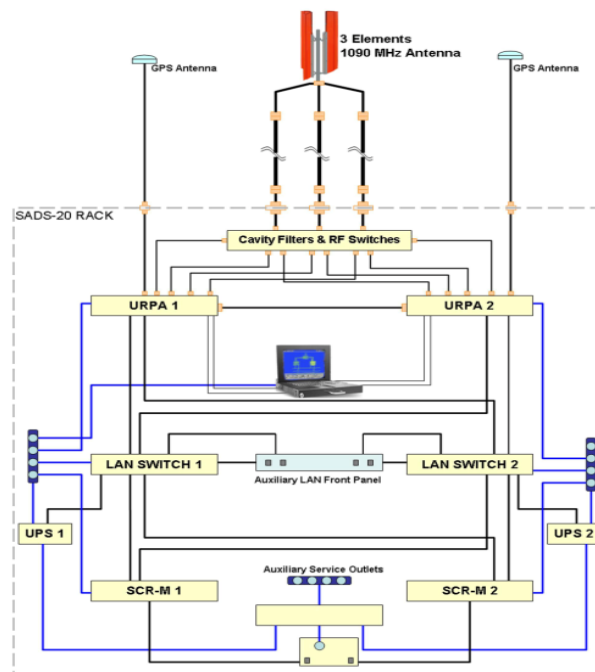 3 Elements
1090 MHz Antenna
GPS Antenna
GPS Antenna
SADS-20 RACK
Cavity Filters & RF Switches
URPA 1
URPA 2
LAN SWITCH 1
LAN SWITCH 2
Auxiliary LAN Front Panel
UPS 1
UPS 2
Auxiliary Service Outlets
SCR-M 1
SCR-M 2